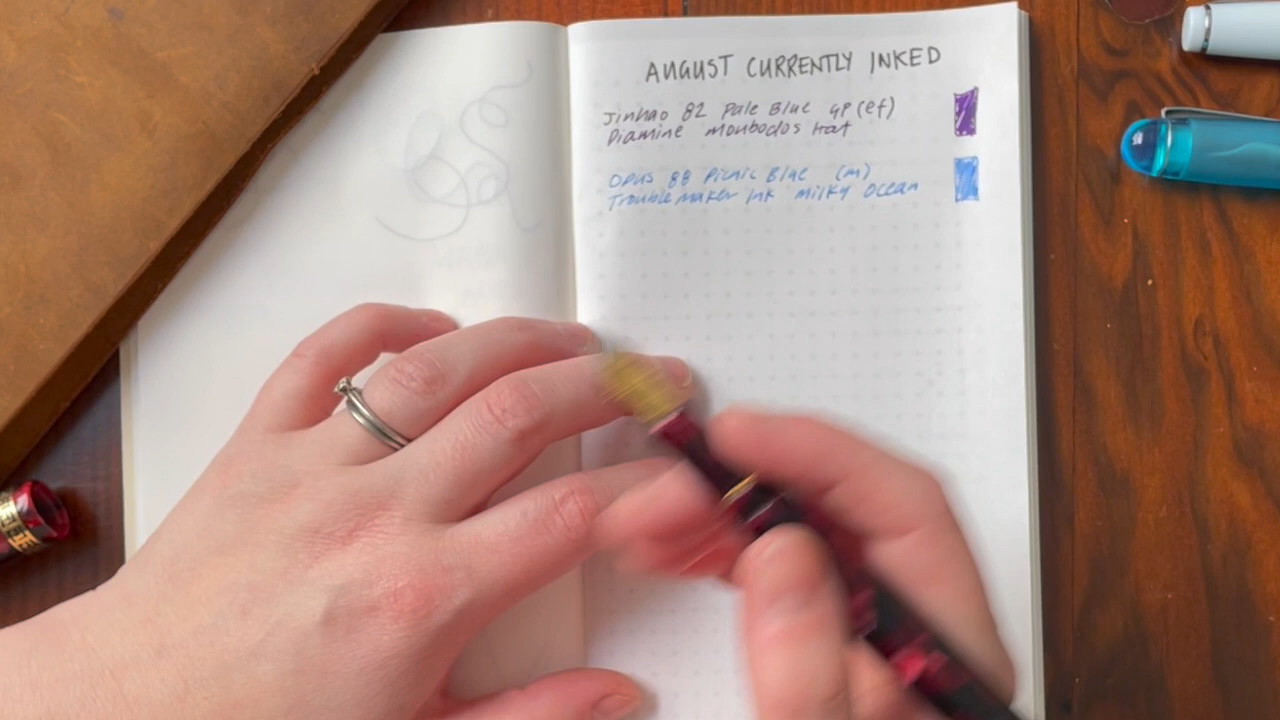 AUGUST CURRENTLY INKED
Jinhao 82 Pale Blue GP (ef)
Diamine Moubodos Hat
Opus 88 Picnic Blue (m)
Troublemaker Ink Milky Ocean